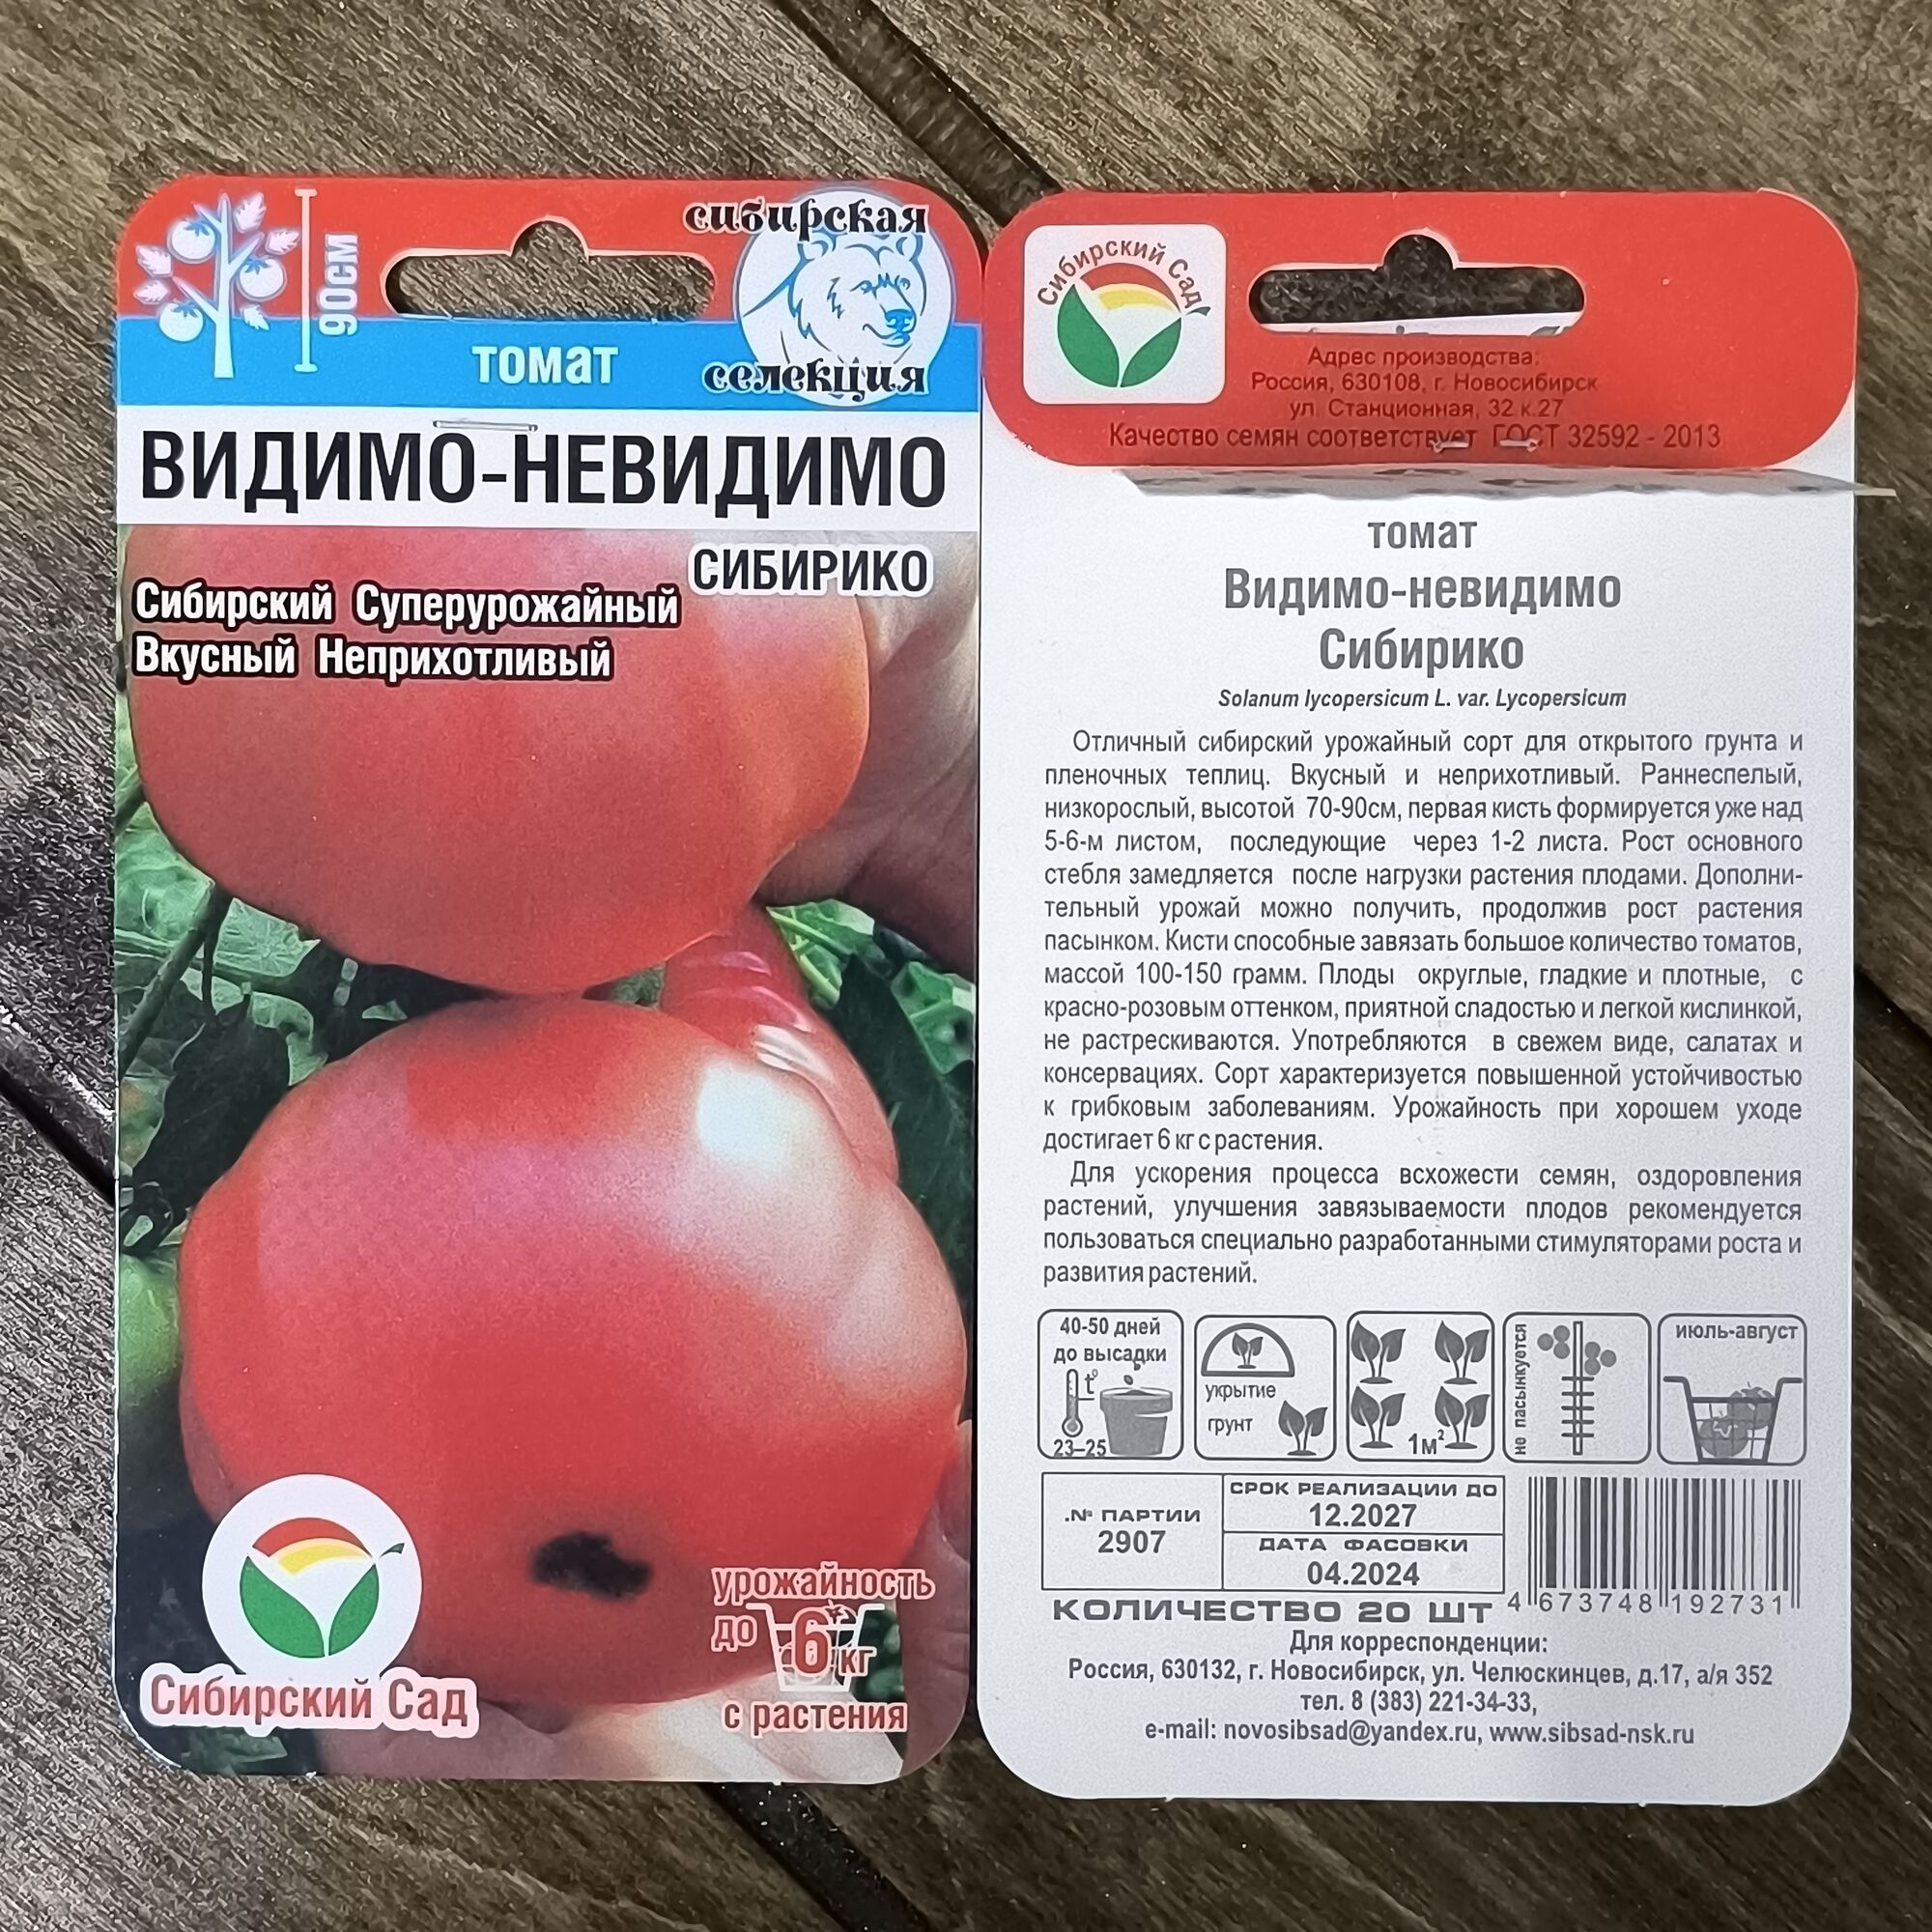 90см
сибирская
селекция
томат
ВИДИМО-НЕВИДИМО
СИБИРИКО
Сибирский Суперурожайный
Вкусный Неприхотливый
Сибирский Сад
урожайность
до 6 кг
с растения
Сибирский Сад
Адрес производства:
Россия, 630108, г. Новосибирск
ул. Станционная, 32 к.27
Качество семян соответствует ГОСТ 32592 - 2013
томат
Видимо-невидимо
Сибирико
Solanum lycopersicum L. var. Lycopersicum
Отличный сибирский урожайный сорт для открытого грунта и
пленочных теплиц. Вкусный и неприхотливый. Раннеспелый,
низкорослый, высотой 70-90см, первая кисть формируется уже над
5-6-м листом, последующие через 1-2 листа. Рост основного
стебля замедляется после нагрузки растения плодами. Дополни-
тельный урожай можно получить, продолжив рост растения
пасынком. Кисти способные завязать большое количество томатов,
массой 100-150 грамм. Плоды округлые, гладкие и плотные, с
красно-розовым оттенком, приятной сладостью и легкой кислинкой,
не растрескиваются. Употребляются в свежем виде, салатах и
консервациях. Сорт характеризуется повышенной устойчивостью
к грибковым заболеваниям. Урожайность при хорошем уходе
достигает 6 кг с растения.
Для ускорения процесса всхожести семян, оздоровления
растений, улучшения завязываемости плодов рекомендуется
пользоваться специально разработанными стимуляторами роста и
развития растений.
40-50 дней
до высадки
t°
23–25
укрытие
грунт
1м²
не пасынкуется
июль-август
.№ ПАРТИИ
2907
СРОК РЕАЛИЗАЦИИ ДО
12.2027
ДАТА ФАСОВКИ
04.2024
КОЛИЧЕСТВО 20 ШТ
4 673748 192731
Для корреспонденции:
Россия, 630132, г. Новосибирск, ул. Челюскинцев, д.17, а/я 352
тел. 8 (383) 221-34-33,
e-mail: novosibsad@yandex.ru, www.sibsad-nsk.ru